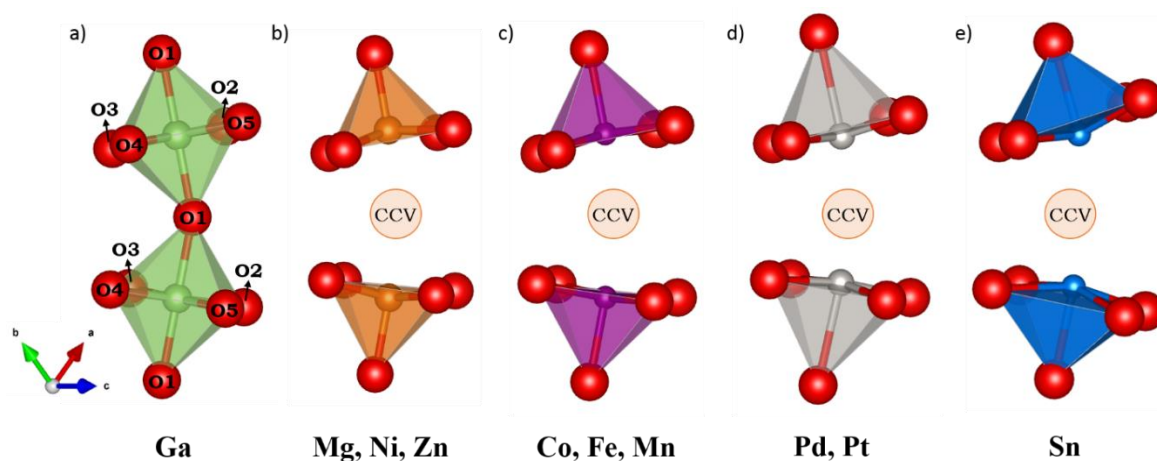 a)
O1
O3
O2
O4
O5
O1
O3
O2
O4
O5
O1
b
a
c
Ga
b)
CCV
Mg, Ni, Zn
c)
CCV
Co, Fe, Mn
d)
CCV
Pd, Pt
e)
CCV
Sn